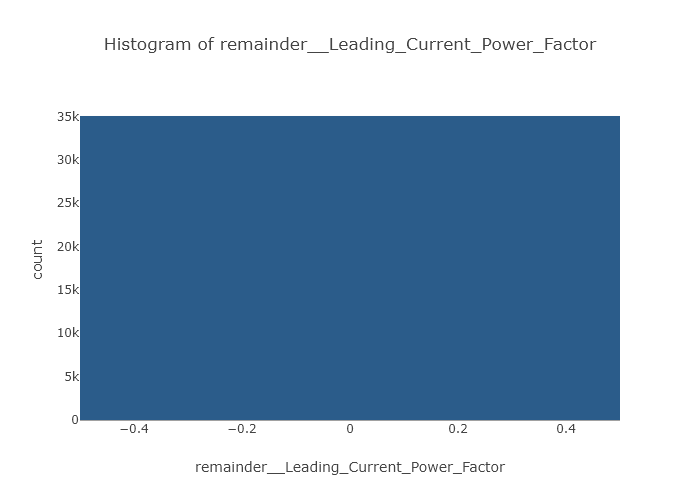 Histogram of remainder__Leading_Current_Power_Factor
35k
30k
25k
20k
15k
10k
5k
0
count
−0.4 −0.2 0 0.2 0.4
remainder__Leading_Current_Power_Factor